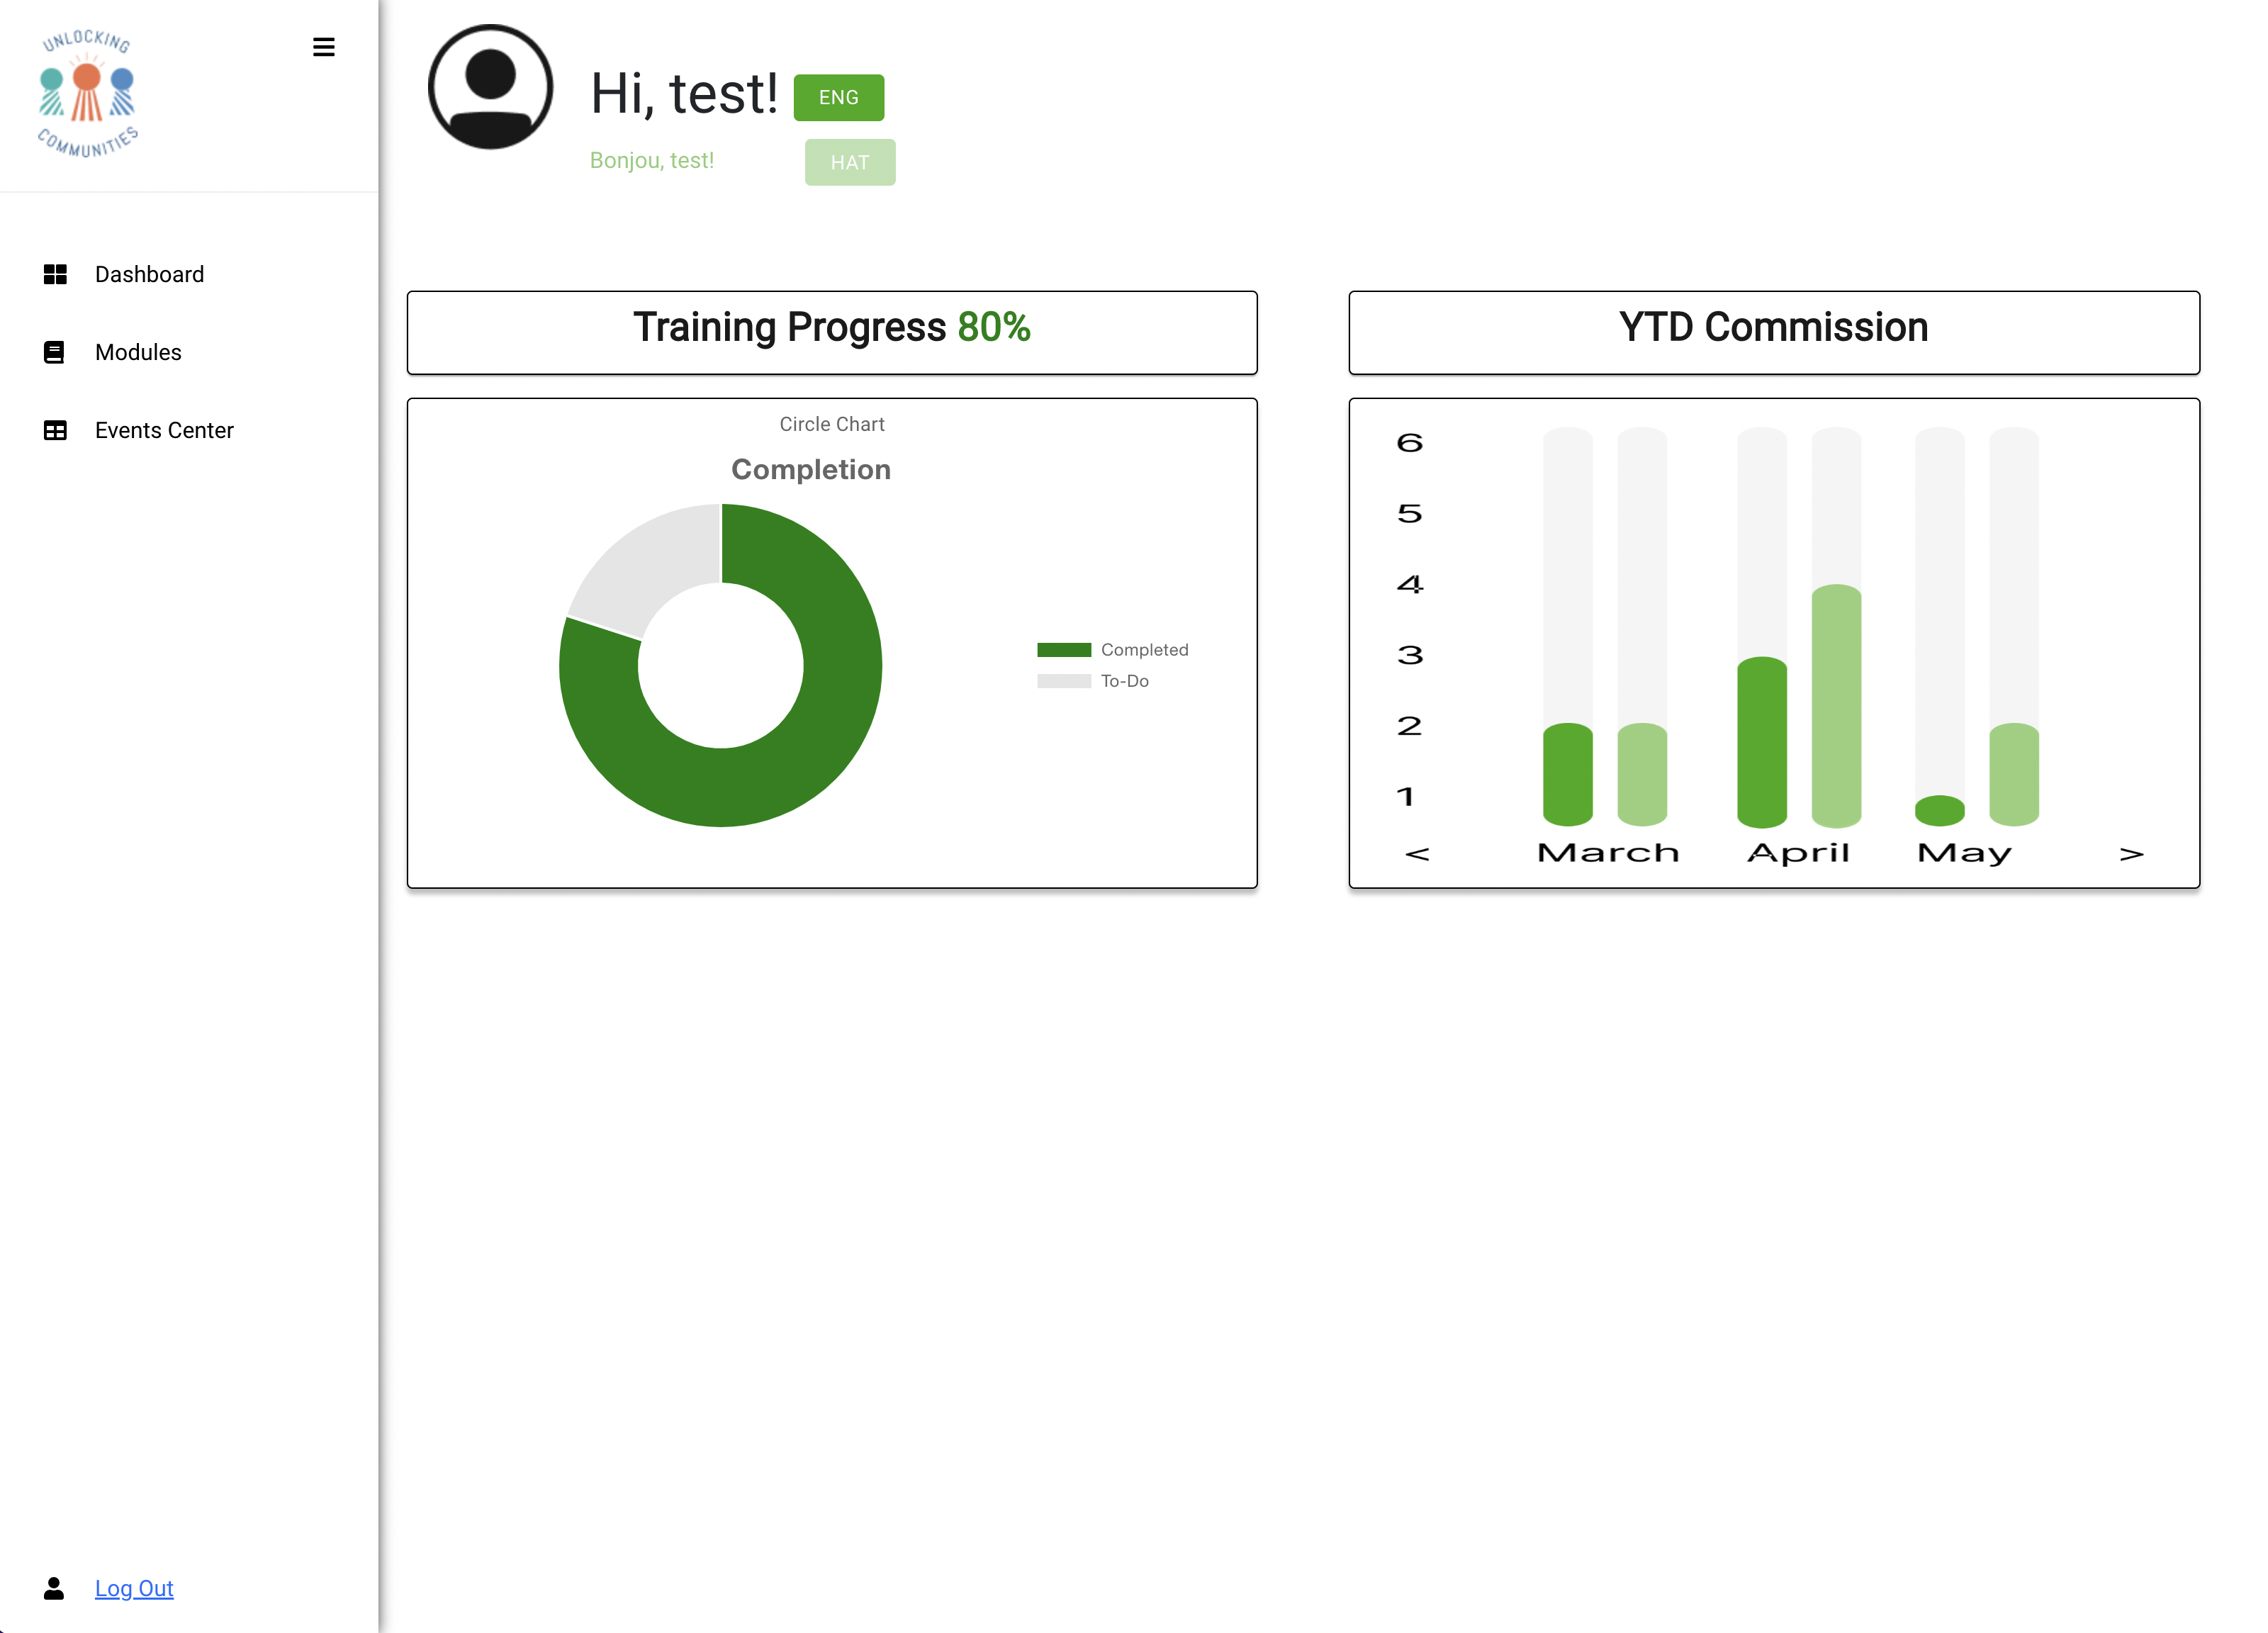 UNLOCKING
COMMUNITIES
Dashboard
Modules
Events Center
Log Out
Hi, test! ENG
Bonjou, test! HAT
Training Progress 80%
Circle Chart
Completion
Completed
To-Do
YTD Commission
6
5
4
3
2
1
< March April May >